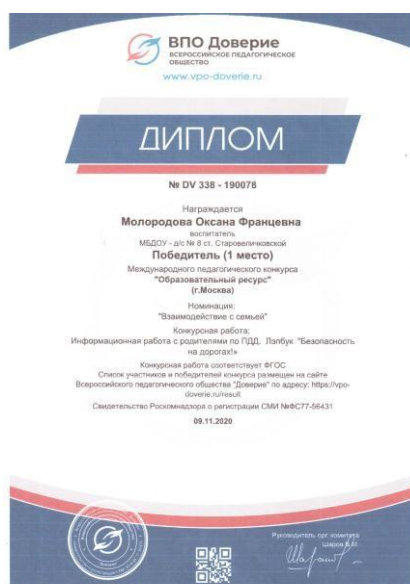 ВПО Доверие
ВСЕРОССИЙСКОЕ ПЕДАГОГИЧЕСКОЕ
ОБЩЕСТВО
www.vpo-doverie.ru
ДИПЛОМ
№ DV 338 - 190078
Награждается
Молородова Оксана Францевна
воспитатель
МБДОУ - д/с № 8 ст. Старовеличковской
Победитель (1 место)
Международного педагогического конкурса
"Образовательный ресурс"
(г.Москва)
Номинация:
"Взаимодействие с семьей"
Конкурсная работа:
Информационная работа с родителями по ПДД. Лэпбук "Безопасность
на дорогах!»
Конкурсная работа соответствует ФГОС
Список участников и победителей конкурса размещен на сайте
Всероссийского педагогического общества "Доверие" по адресу: https://vpo-
doverie.ru/result
Свидетельство Роскомнадзора о регистрации СМИ №ФС77-56431
09.11.2020
Руководитель орг комитета
Шаров В.М.